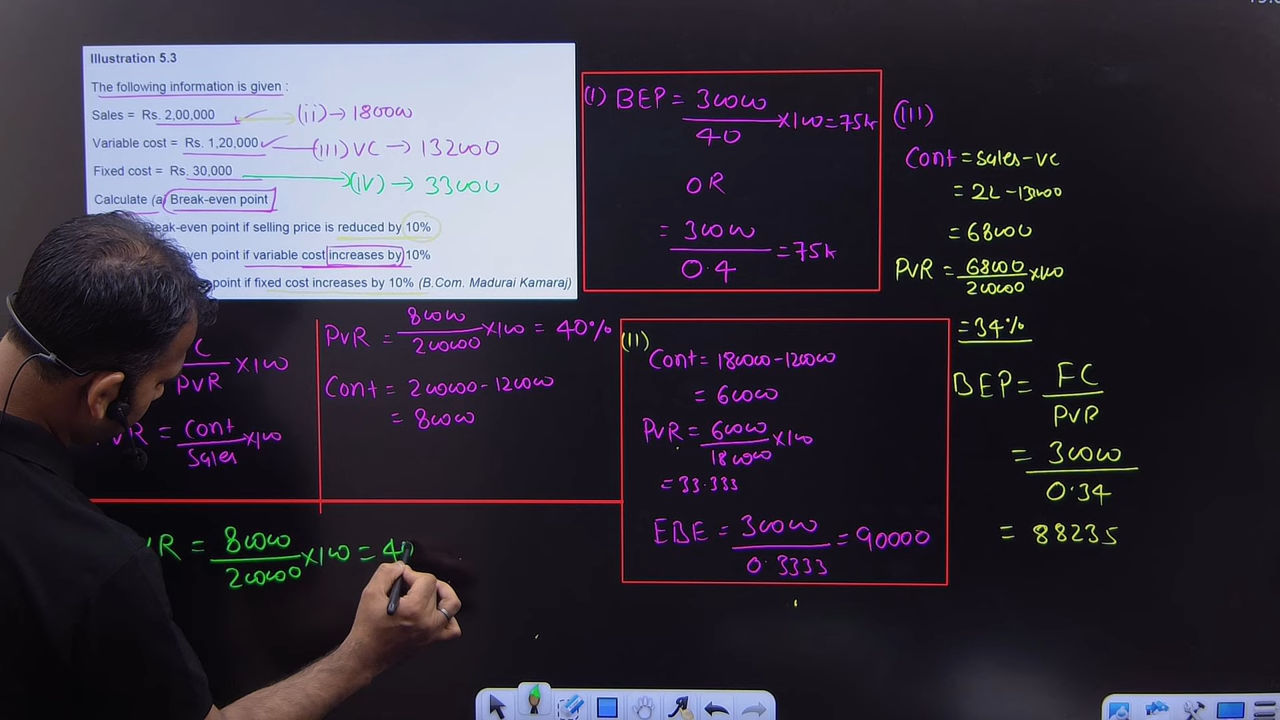 Illustration 5.3
The following information is given :
Sales = Rs. 2,00,000 (ii) → 180000
Variable cost = Rs. 1,20,000 (III) VC → 132000
Fixed cost = Rs. 30,000 (IV) → 33000
Calculate (a) Break-even point
eak-even point if selling price is reduced by 10%
ven point if variable cost increases by 10%
point if fixed cost increases by 10% (B.Com. Madurai Kamaraj)
(I) BEP = 30000/40 × 100 = 75k
OR
= 30000/0.4 = 75k
C/PVR × 100
VR = Cont/Sales × 100
PVR = 80000/200000 × 100 = 40%
Cont = 200000 - 120000
= 80000
(II)
Cont = 180000 - 120000
= 60000
PVR = 60000/180000 × 100
= 33.333
EBE = 30000/0.3333 = 90000
(III)
Cont = Sales - VC
= 2L - 132000
= 68000
PVR = 68000/200000 × 100
= 34%
BEP = FC/PVR
= 30000/0.34
= 88235
VR = 80000/200000 × 100 = 40